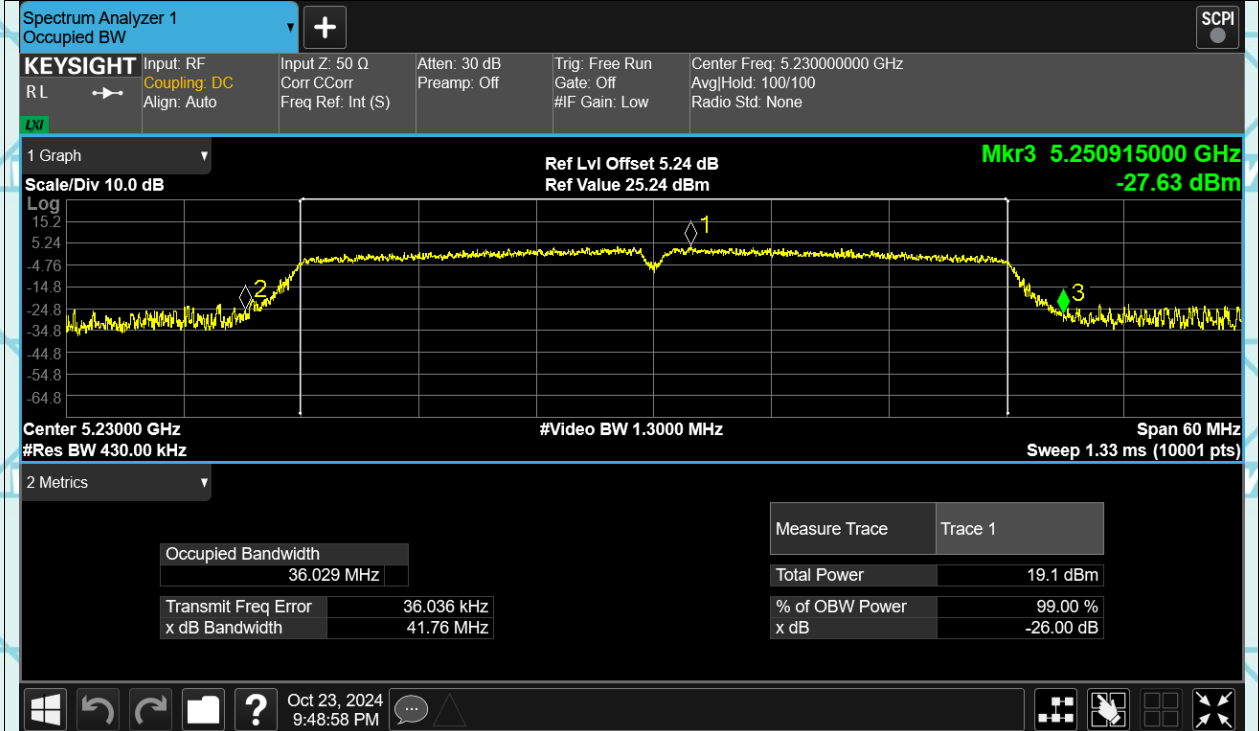 Spectrum Analyzer 1
Occupied BW
SCPI
KEYSIGHT
R L
LXI
Input: RF
Coupling: DC
Align: Auto
Input Z: 50 Ω
Corr CCorr
Freq Ref: Int (S)
Atten: 30 dB
Preamp: Off
Trig: Free Run
Gate: Off
#IF Gain: Low
Center Freq: 5.230000000 GHz
Avg|Hold: 100/100
Radio Std: None
1 Graph
Scale/Div 10.0 dB
Ref Lvl Offset 5.24 dB
Ref Value 25.24 dBm
Mkr3 5.250915000 GHz
-27.63 dBm
Log
15.2
5.24
-4.76
-14.8
-24.8
-34.8
-44.8
-54.8
-64.8
1
2
3
Center 5.23000 GHz
#Video BW 1.3000 MHz
Span 60 MHz
#Res BW 430.00 kHz
Sweep 1.33 ms (10001 pts)
2 Metrics
Occupied Bandwidth
36.029 MHz
Transmit Freq Error 36.036 kHz
x dB Bandwidth 41.76 MHz
Measure Trace Trace 1
Total Power 19.1 dBm
% of OBW Power 99.00 %
x dB -26.00 dB
?
Oct 23, 2024
9:48:58 PM